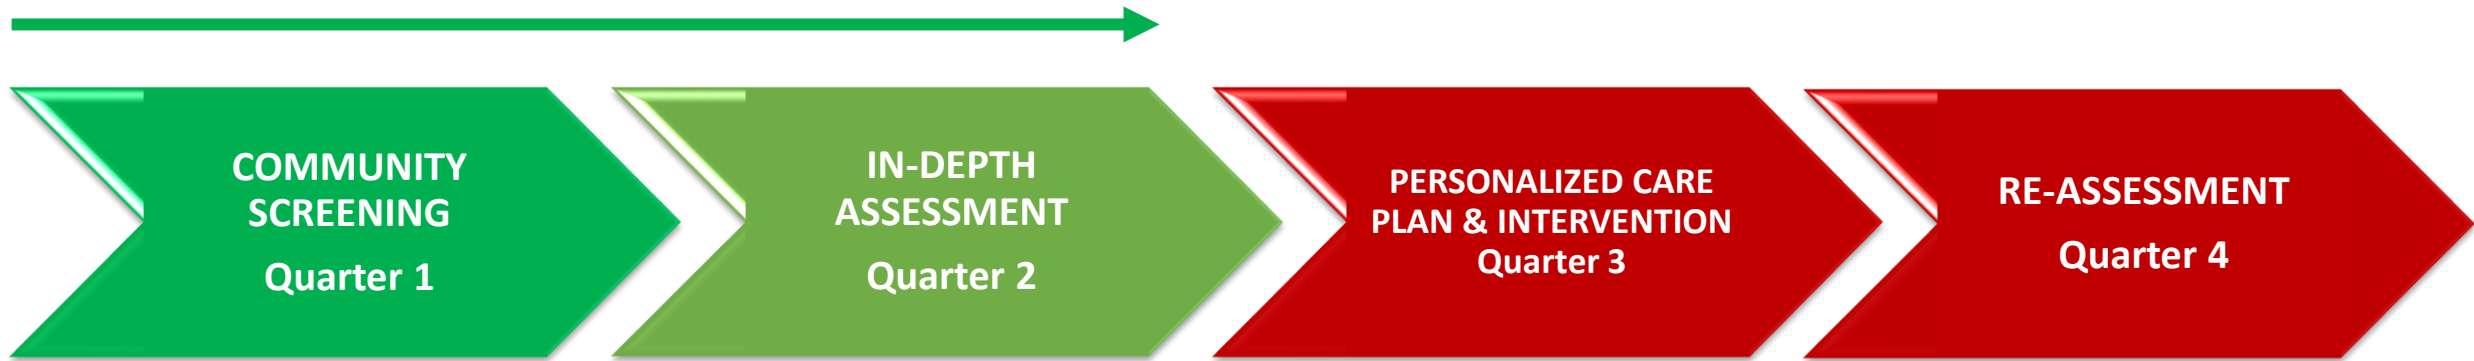 COMMUNITY
SCREENING
Quarter 1
IN-DEPTH
ASSESSMENT
Quarter 2
PERSONALIZED CARE
PLAN & INTERVENTION
Quarter 3
RE-ASSESSMENT
Quarter 4